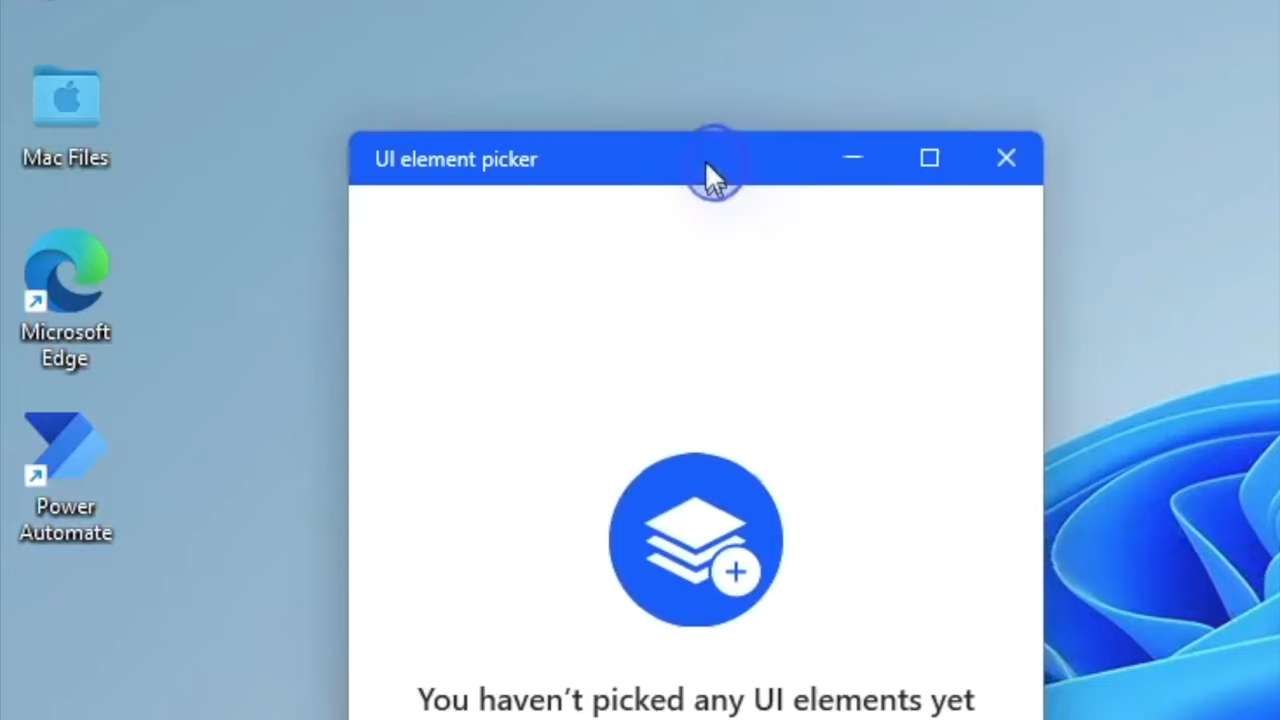 Mac Files
Microsoft
Edge
Power
Automate
UI element picker
You haven't picked any UI elements yet